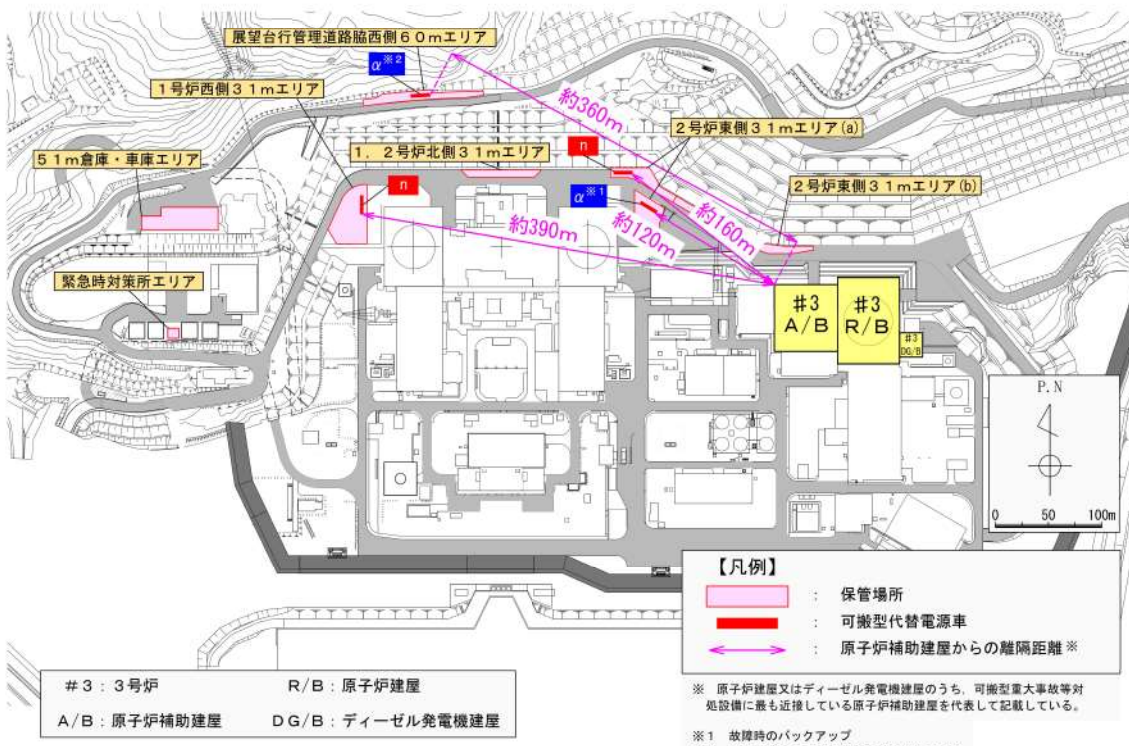 展望台行管理道路脇西側60mエリア
α※2
1号炉西側31mエリア
約360m
2号炉東側31mエリア(a)
n
51m倉庫・車庫エリア
1,2号炉北側31mエリア
n
α※1
2号炉東側31mエリア(b)
約390m
約120m
約160m
緊急時対策所エリア
#3
A/B
#3
R/B
#3
DG/B
P.N
0 50 100m
【凡例】
: 保管場所
: 可搬型代替電源車
: 原子炉補助建屋からの離隔距離※
#3:3号炉 R/B:原子炉建屋
A/B:原子炉補助建屋 DG/B:ディーゼル発電機建屋
※ 原子炉建屋又はディーゼル発電機建屋のうち、可搬型重大事故等対
処設備に最も近接している原子炉補助建屋を代表して記載している。
※1 故障時のバックアップ